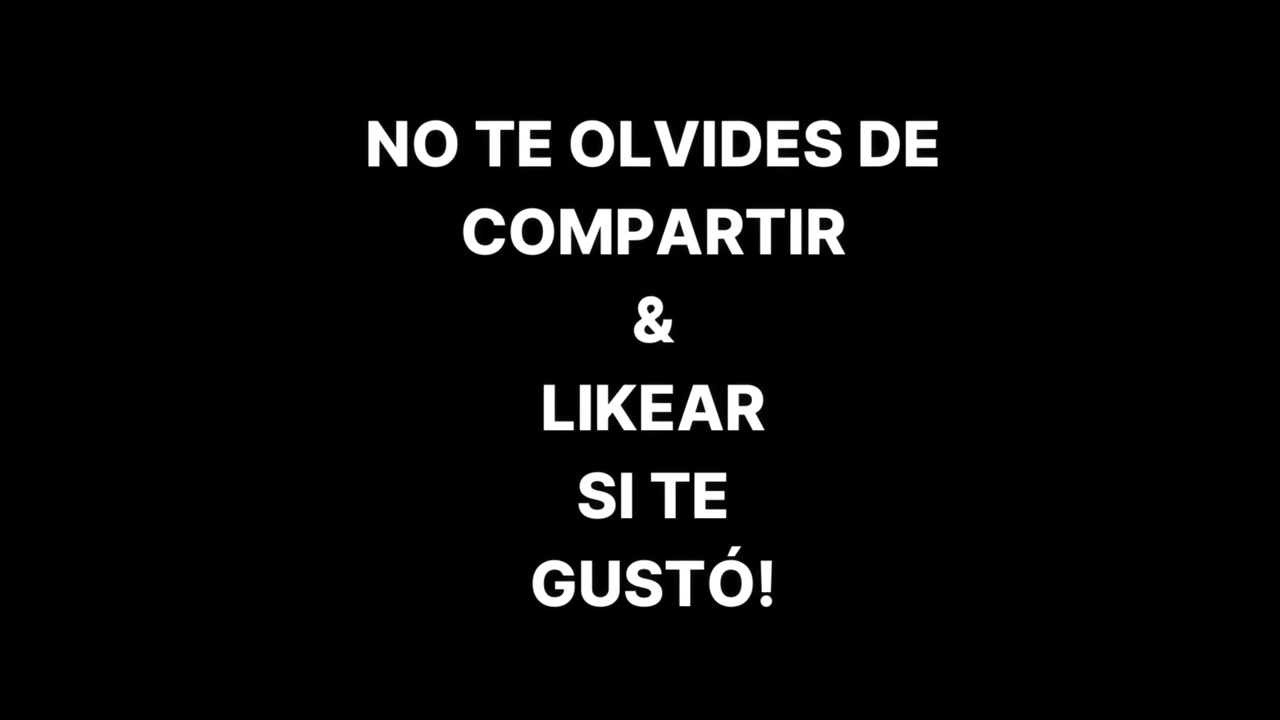 NO TE OLVIDES DE
COMPARTIR
&
LIKEAR
SI TE
GUSTÓ!